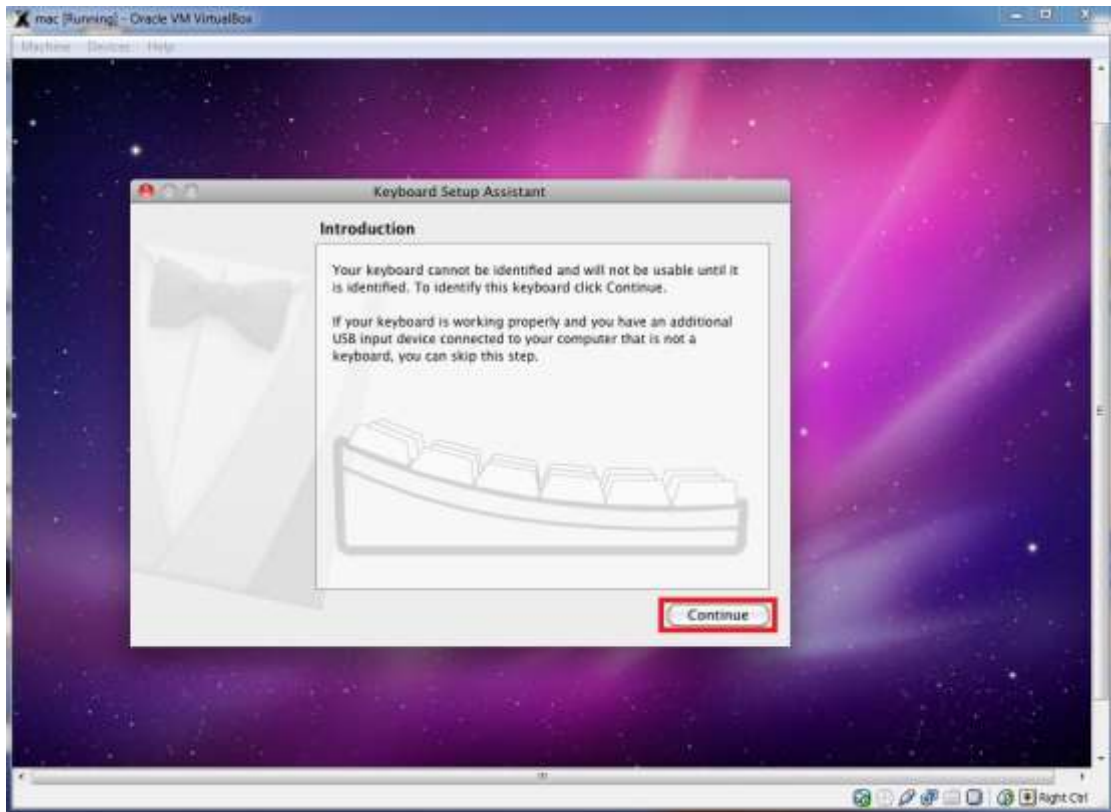 mac [Running] - Oracle VM VirtualBox
Machine Devices Help
Keyboard Setup Assistant
Introduction
Your keyboard cannot be identified and will not be usable until it
is identified. To identify this keyboard click Continue.
If your keyboard is working properly and you have an additional
USB input device connected to your computer that is not a
keyboard, you can skip this step.
Continue
Right Ctrl